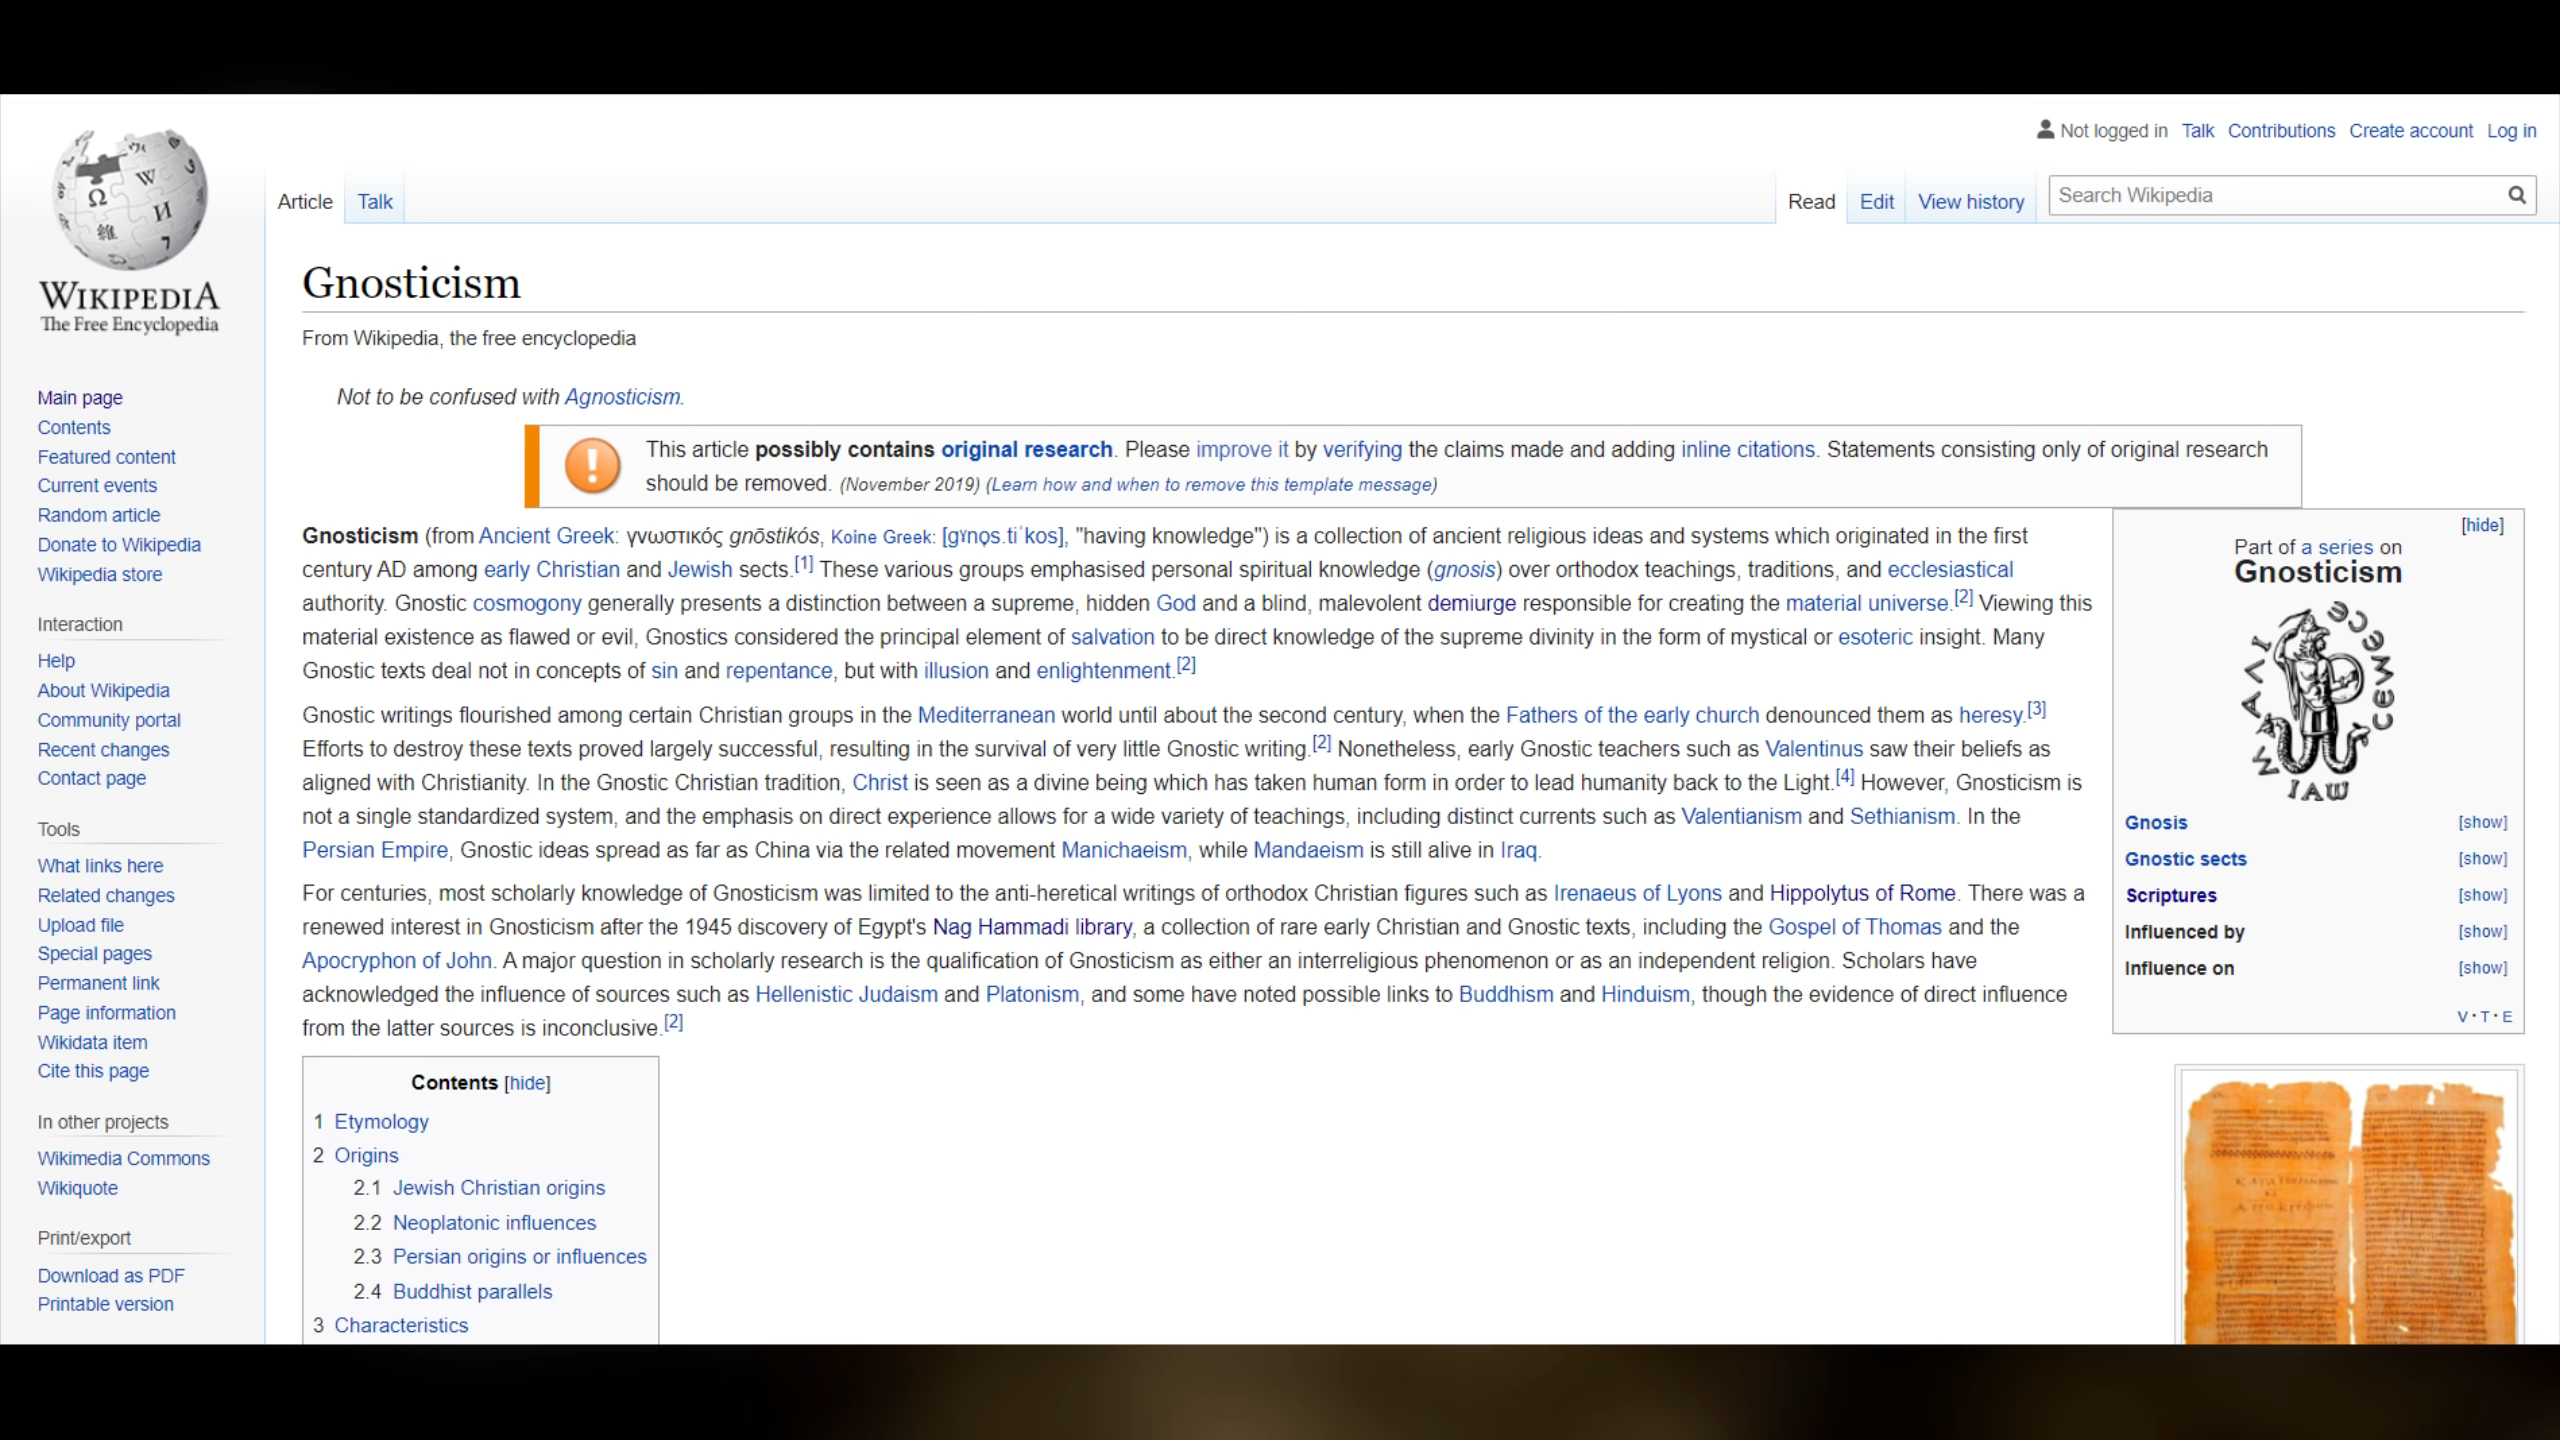 Not logged in Talk Contributions Create account Log in
Article Talk Read Edit View history Search Wikipedia
WIKIPEDIA
The Free Encyclopedia
Main page
Contents
Featured content
Current events
Random article
Donate to Wikipedia
Wikipedia store
Interaction
Help
About Wikipedia
Community portal
Recent changes
Contact page
Tools
What links here
Related changes
Upload file
Special pages
Permanent link
Page information
Wikidata item
Cite this page
In other projects
Wikimedia Commons
Wikiquote
Print/export
Download as PDF
Printable version
Gnosticism
From Wikipedia, the free encyclopedia
Not to be confused with Agnosticism.
This article possibly contains original research. Please improve it by verifying the claims made and adding inline citations. Statements consisting only of original research
should be removed. (November 2019) (Learn how and when to remove this template message)
Gnosticism (from Ancient Greek: γνωστικός gnōstikós, Koine Greek: [ɡˠnos̠.tiˈkos], "having knowledge") is a collection of ancient religious ideas and systems which originated in the first
century AD among early Christian and Jewish sects.[1] These various groups emphasised personal spiritual knowledge (gnosis) over orthodox teachings, traditions, and ecclesiastical
authority. Gnostic cosmogony generally presents a distinction between a supreme, hidden God and a blind, malevolent demiurge responsible for creating the material universe.[2] Viewing this
material existence as flawed or evil, Gnostics considered the principal element of salvation to be direct knowledge of the supreme divinity in the form of mystical or esoteric insight. Many
Gnostic texts deal not in concepts of sin and repentance, but with illusion and enlightenment.[2]
Gnostic writings flourished among certain Christian groups in the Mediterranean world until about the second century, when the Fathers of the early church denounced them as heresy.[3]
Efforts to destroy these texts proved largely successful, resulting in the survival of very little Gnostic writing.[2] Nonetheless, early Gnostic teachers such as Valentinus saw their beliefs as
aligned with Christianity. In the Gnostic Christian tradition, Christ is seen as a divine being which has taken human form in order to lead humanity back to the Light.[4] However, Gnosticism is
not a single standardized system, and the emphasis on direct experience allows for a wide variety of teachings, including distinct currents such as Valentianism and Sethianism. In the
Persian Empire, Gnostic ideas spread as far as China via the related movement Manichaeism, while Mandaeism is still alive in Iraq.
For centuries, most scholarly knowledge of Gnosticism was limited to the anti-heretical writings of orthodox Christian figures such as Irenaeus of Lyons and Hippolytus of Rome. There was a
renewed interest in Gnosticism after the 1945 discovery of Egypt's Nag Hammadi library, a collection of rare early Christian and Gnostic texts, including the Gospel of Thomas and the
Apocryphon of John. A major question in scholarly research is the qualification of Gnosticism as either an interreligious phenomenon or as an independent religion. Scholars have
acknowledged the influence of sources such as Hellenistic Judaism and Platonism, and some have noted possible links to Buddhism and Hinduism, though the evidence of direct influence
from the latter sources is inconclusive.[2]
Contents [hide]
1 Etymology
2 Origins
2.1 Jewish Christian origins
2.2 Neoplatonic influences
2.3 Persian origins or influences
2.4 Buddhist parallels
3 Characteristics
[hide]
Part of a series on
Gnosticism
ΙΑΩ
Gnosis [show]
Gnostic sects [show]
Scriptures [show]
Influenced by [show]
Influence on [show]
V · T · E